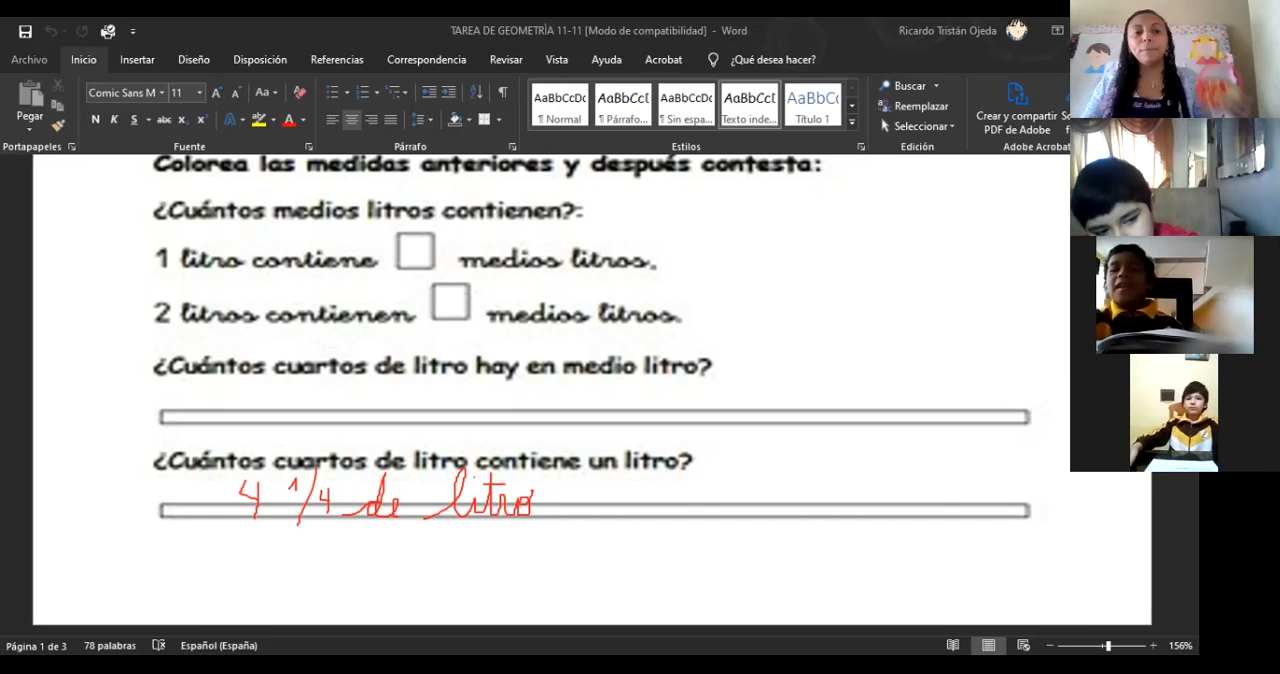 TAREA DE GEOMETRÌA 11-11 [Modo de compatibilidad] - Word
Ricardo Tristán Ojeda
Archivo Inicio Insertar Diseño Disposición Referencias Correspondencia Revisar Vista Ayuda Acrobat ¿Qué desea hacer?
Pegar
Portapapeles
Comic Sans M 11
N K S abc x₂ x²
Fuente
Párrafo
AaBbCcDc AaBbCcI AaBbCcDc AaBbCcI AaBbCc
¶ Normal ¶ Párrafo... ¶ Sin espa... Texto inde... Título 1
Estilos
Buscar
Reemplazar
Seleccionar
Edición
Crear y compartir
PDF de Adobe
Adobe Acrobat
Colorea las medidas anteriores y después contesta:
¿Cuántos medios litros contienen?:
1 litro contiene medios litros.
2 litros contienen medios litros.
¿Cuántos cuartos de litro hay en medio litro?
¿Cuántos cuartos de litro contiene un litro?
4 1/4 de litro
Página 1 de 3 78 palabras Español (España) 156%